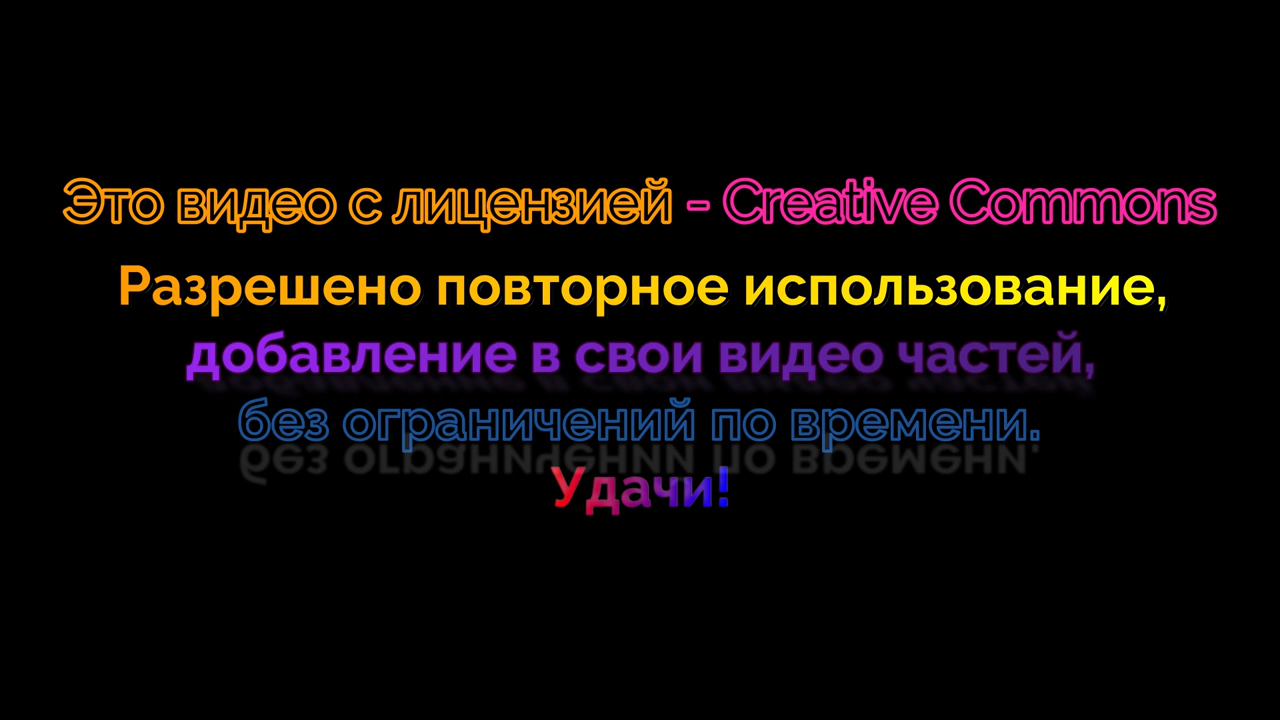 Это видео с лицензией - Creative Commons
Разрешено повторное использование,
добавление в свои видео частей,
без ограничений по времени.
Удачи!